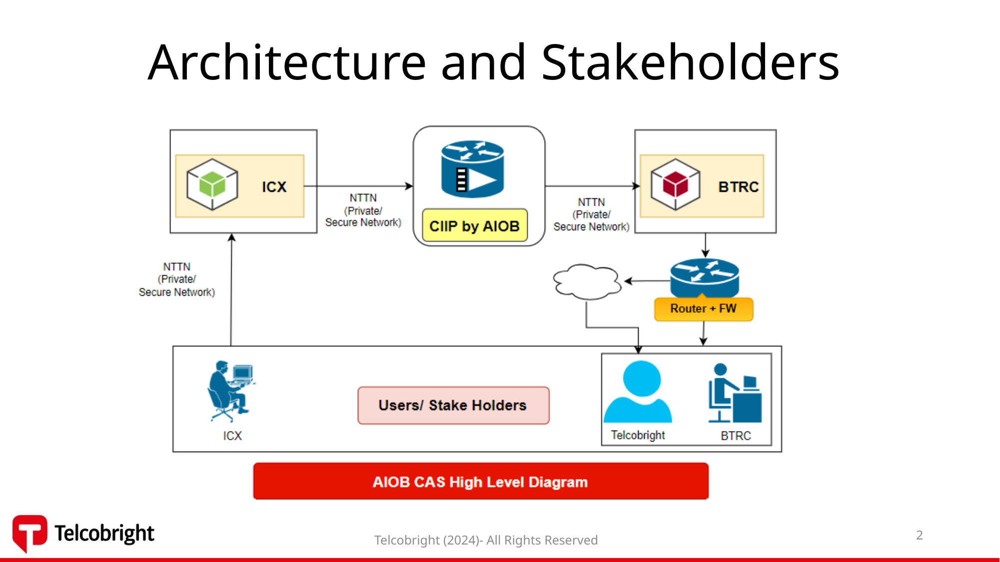 Architecture and Stakeholders
ICX
NTTN
(Private/
Secure Network)
CIIP by AIOB
NTTN
(Private/
Secure Network)
BTRC
NTTN
(Private/
Secure Network)
Router + FW
Users/ Stake Holders
ICX
Telcobright
BTRC
AIOB CAS High Level Diagram
Telcobright
Telcobright (2024)- All Rights Reserved
2